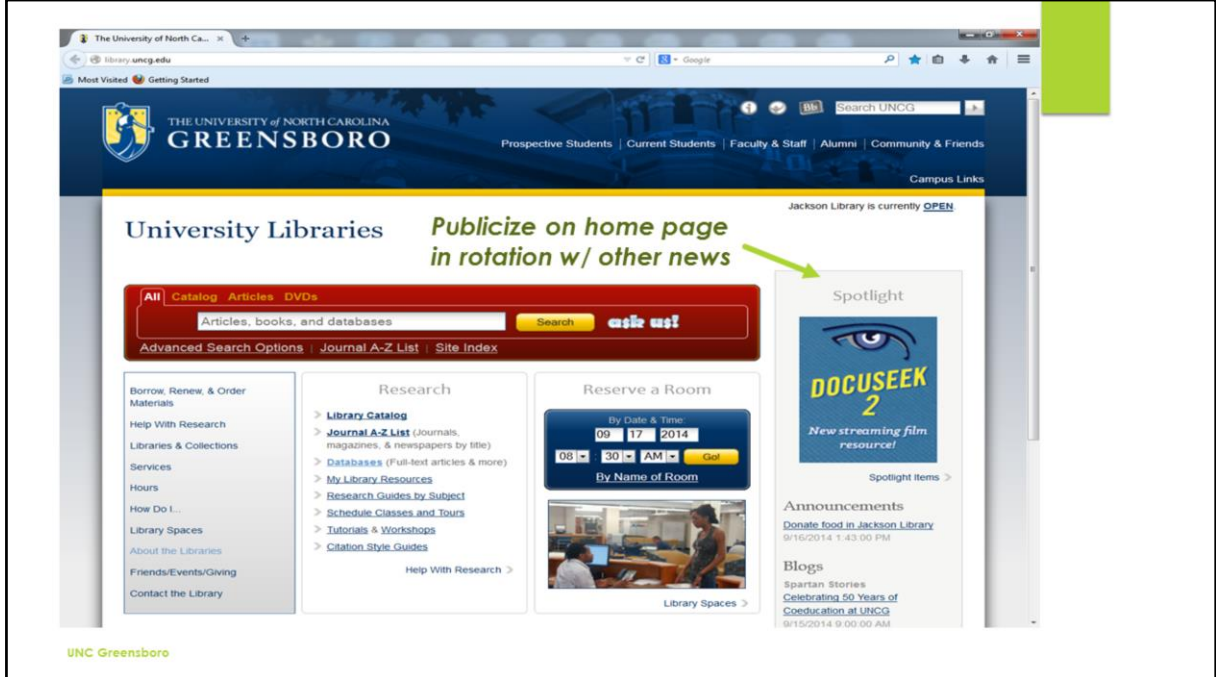 The University of North Ca... × +
library.uncg.edu
Google
Most Visited Getting Started
THE UNIVERSITY of NORTH CAROLINA
GREENSBORO
Bb
Search UNCG
Prospective Students | Current Students | Faculty & Staff | Alumni | Community & Friends
Campus Links
Jackson Library is currently OPEN.
University Libraries
Publicize on home page
in rotation w/ other news
All Catalog Articles DVDs
Articles, books, and databases Search ask us!
Advanced Search Options | Journal A-Z List | Site Index
Borrow, Renew, & Order
Materials
Help With Research
Libraries & Collections
Services
Hours
How Do I...
Library Spaces
About the Libraries
Friends/Events/Giving
Contact the Library
Research
Library Catalog
Journal A-Z List (Journals,
magazines, & newspapers by title)
Databases (Full-text articles & more)
My Library Resources
Research Guides by Subject
Schedule Classes and Tours
Tutorials & Workshops
Citation Style Guides
Help With Research >
Reserve a Room
By Date & Time:
09 17 2014
08 : 30 AM Go!
By Name of Room
Library Spaces >
Spotlight
DOCUSEEK
2
New streaming film
resource!
Spotlight Items >
Announcements
Donate food in Jackson Library
9/16/2014 1:43:00 PM
Blogs
Spartan Stories
Celebrating 50 Years of
Coeducation at UNCG
9/15/2014 9:00:00 AM
UNC Greensboro